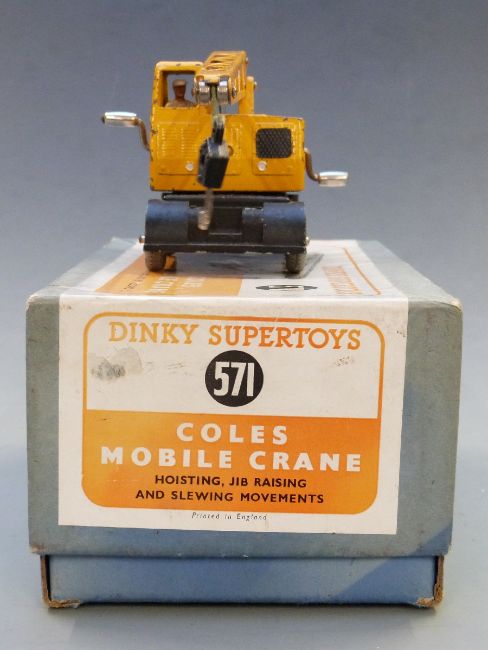 DINKY SUPERTOYS
571
COLES
MOBILE CRANE
HOISTING, JIB RAISING
AND SLEWING MOVEMENTS
Printed in England